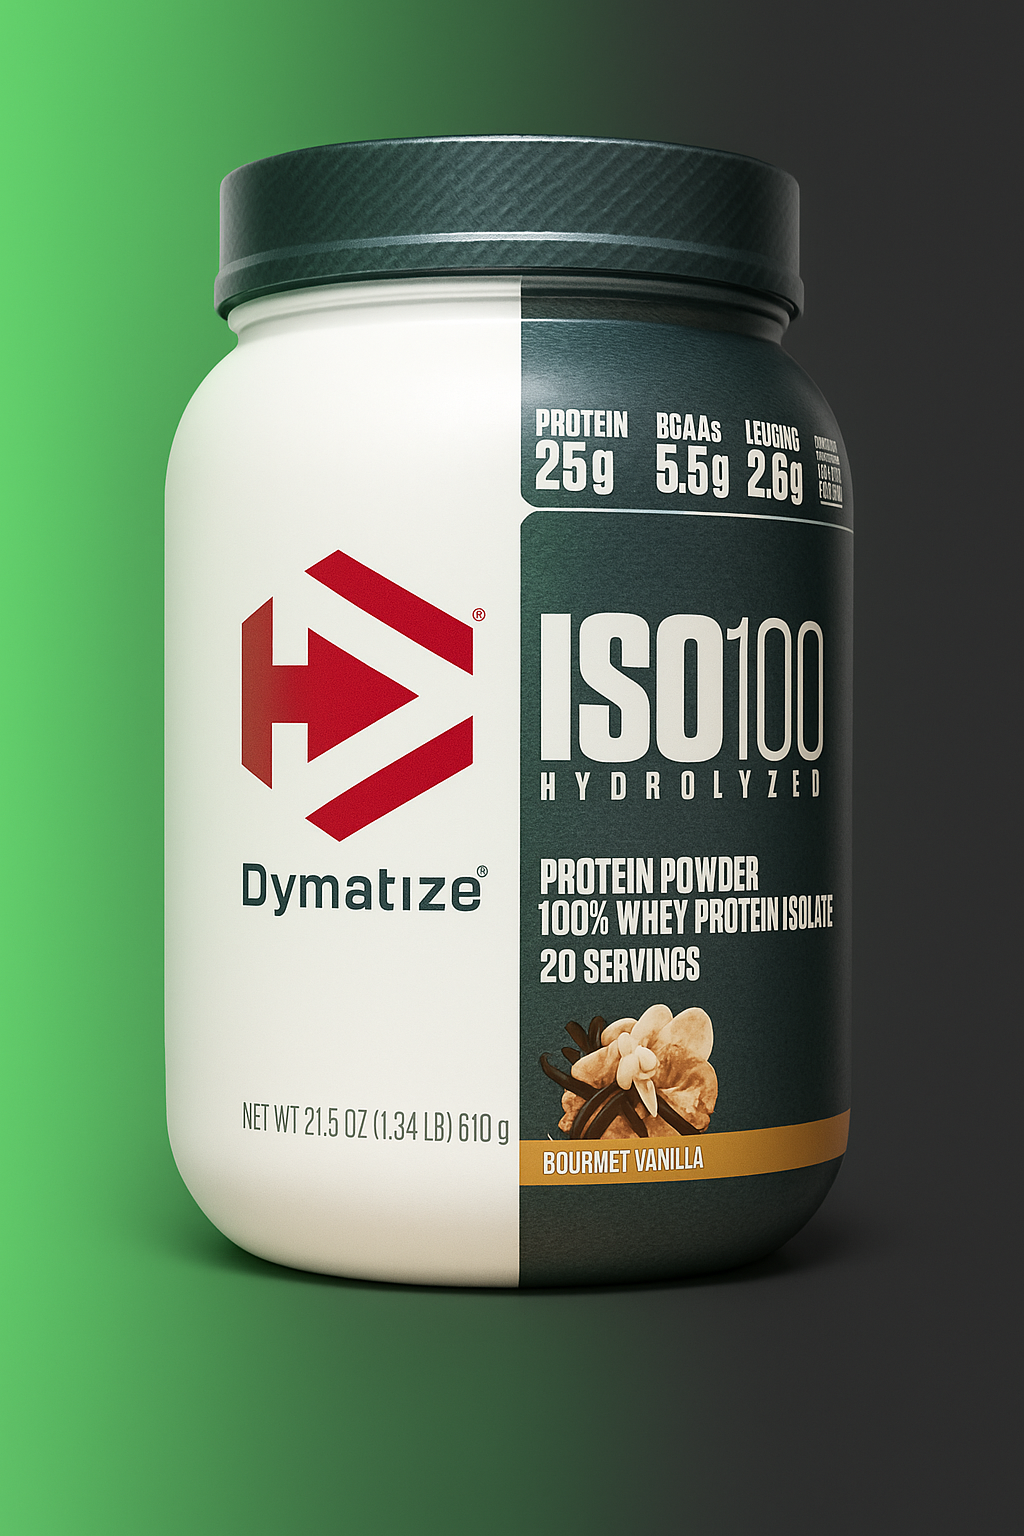 PROTEIN BGAAs LEUGING
25g 5.5g 2.6g
®
ISO100
HYDROLYZED
Dymatize®
PROTEIN POWDER
100% WHEY PROTEIN ISOLATE
20 SERVINGS
NET WT 21.5 OZ (1.34 LB) 610 g
BOURMET VANILLA